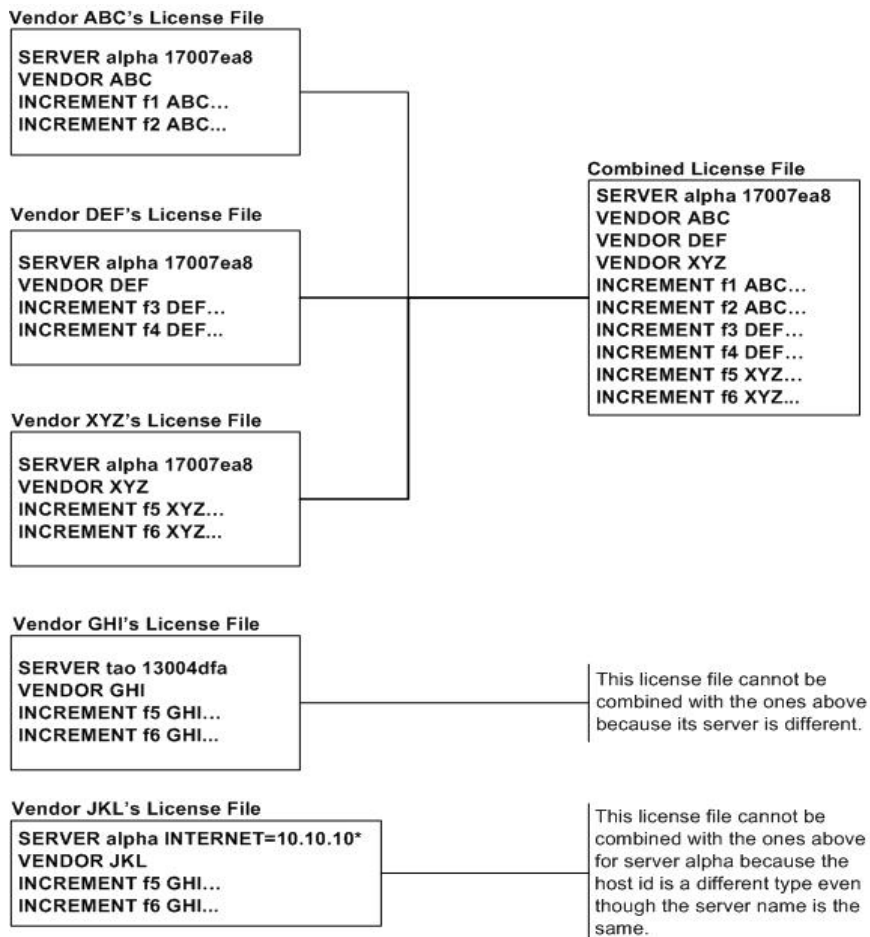 Vendor ABC's License File
SERVER alpha 17007ea8
VENDOR ABC
INCREMENT f1 ABC...
INCREMENT f2 ABC...
Vendor DEF's License File
SERVER alpha 17007ea8
VENDOR DEF
INCREMENT f3 DEF...
INCREMENT f4 DEF...
Vendor XYZ's License File
SERVER alpha 17007ea8
VENDOR XYZ
INCREMENT f5 XYZ...
INCREMENT f6 XYZ...
Combined License File
SERVER alpha 17007ea8
VENDOR ABC
VENDOR DEF
VENDOR XYZ
INCREMENT f1 ABC...
INCREMENT f2 ABC...
INCREMENT f3 DEF...
INCREMENT f4 DEF...
INCREMENT f5 XYZ...
INCREMENT f6 XYZ...
Vendor GHI's License File
SERVER tao 13004dfa
VENDOR GHI
INCREMENT f5 GHI...
INCREMENT f6 GHI...
This license file cannot be
combined with the ones above
because its server is different.
Vendor JKL's License File
SERVER alpha INTERNET=10.10.10*
VENDOR JKL
INCREMENT f5 GHI...
INCREMENT f6 GHI...
This license file cannot be
combined with the ones above
for server alpha because the
host id is a different type even
though the server name is the
same.